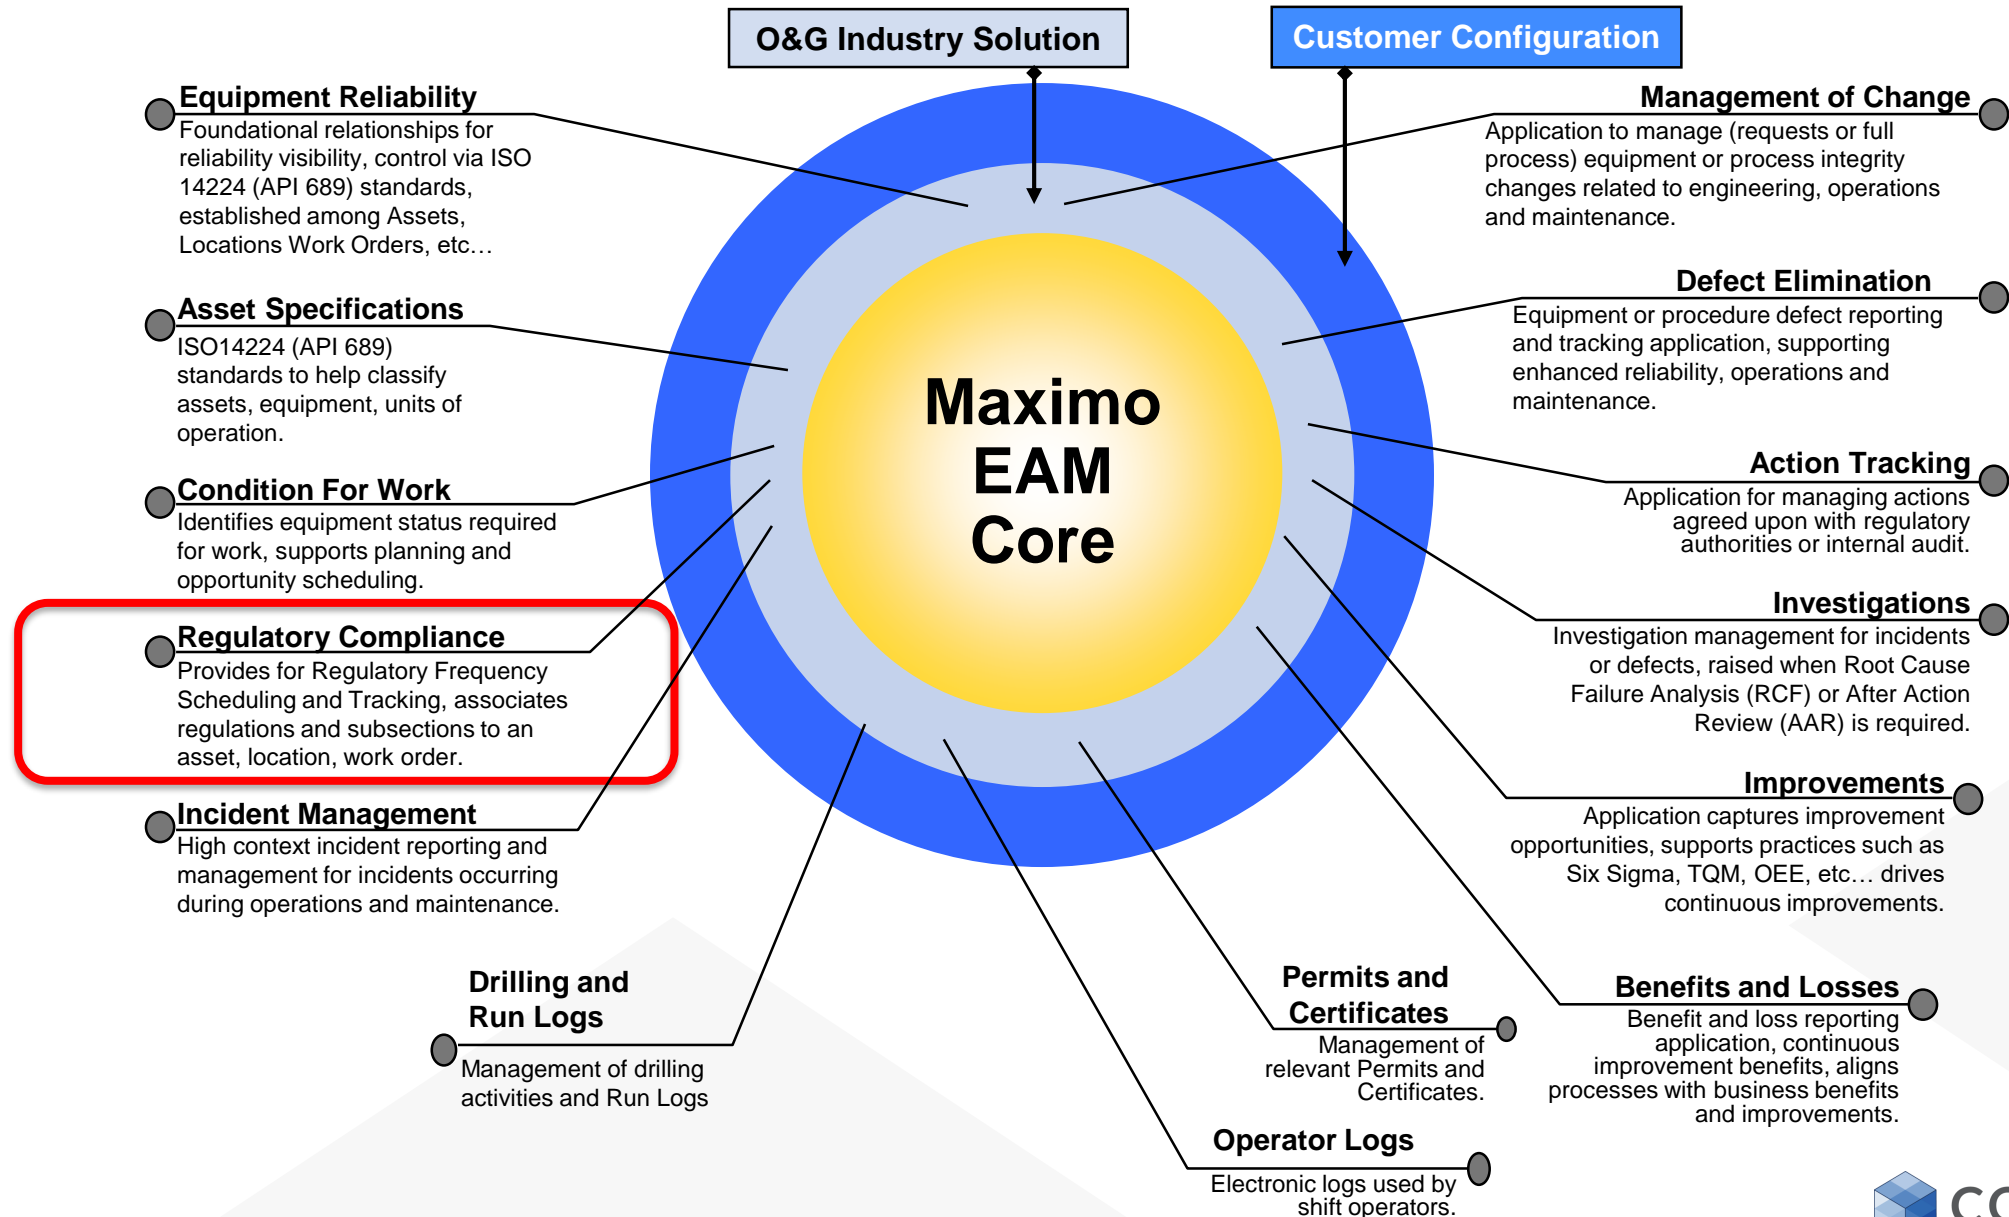 O&G Industry Solution
Customer Configuration
Equipment Reliability
Foundational relationships for
reliability visibility, control via ISO
14224 (API 689) standards,
established among Assets,
Locations Work Orders, etc…
Asset Specifications
ISO14224 (API 689)
standards to help classify
assets, equipment, units of
operation.
Condition For Work
Identifies equipment status required
for work, supports planning and
opportunity scheduling.
Regulatory Compliance
Provides for Regulatory Frequency
Scheduling and Tracking, associates
regulations and subsections to an
asset, location, work order.
Incident Management
High context incident reporting and
management for incidents occurring
during operations and maintenance.
Drilling and
Run Logs
Management of drilling
activities and Run Logs
Maximo
EAM
Core
Management of Change
Application to manage (requests or full
process) equipment or process integrity
changes related to engineering, operations
and maintenance.
Defect Elimination
Equipment or procedure defect reporting
and tracking application, supporting
enhanced reliability, operations and
maintenance.
Action Tracking
Application for managing actions
agreed upon with regulatory
authorities or internal audit.
Investigations
Investigation management for incidents
or defects, raised when Root Cause
Failure Analysis (RCF) or After Action
Review (AAR) is required.
Improvements
Application captures improvement
opportunities, supports practices such as
Six Sigma, TQM, OEE, etc… drives
continuous improvements.
Benefits and Losses
Benefit and loss reporting
application, continuous
improvement benefits, aligns
processes with business benefits
and improvements.
Permits and
Certificates
Management of
relevant Permits and
Certificates.
Operator Logs
Electronic logs used by
shift operators.